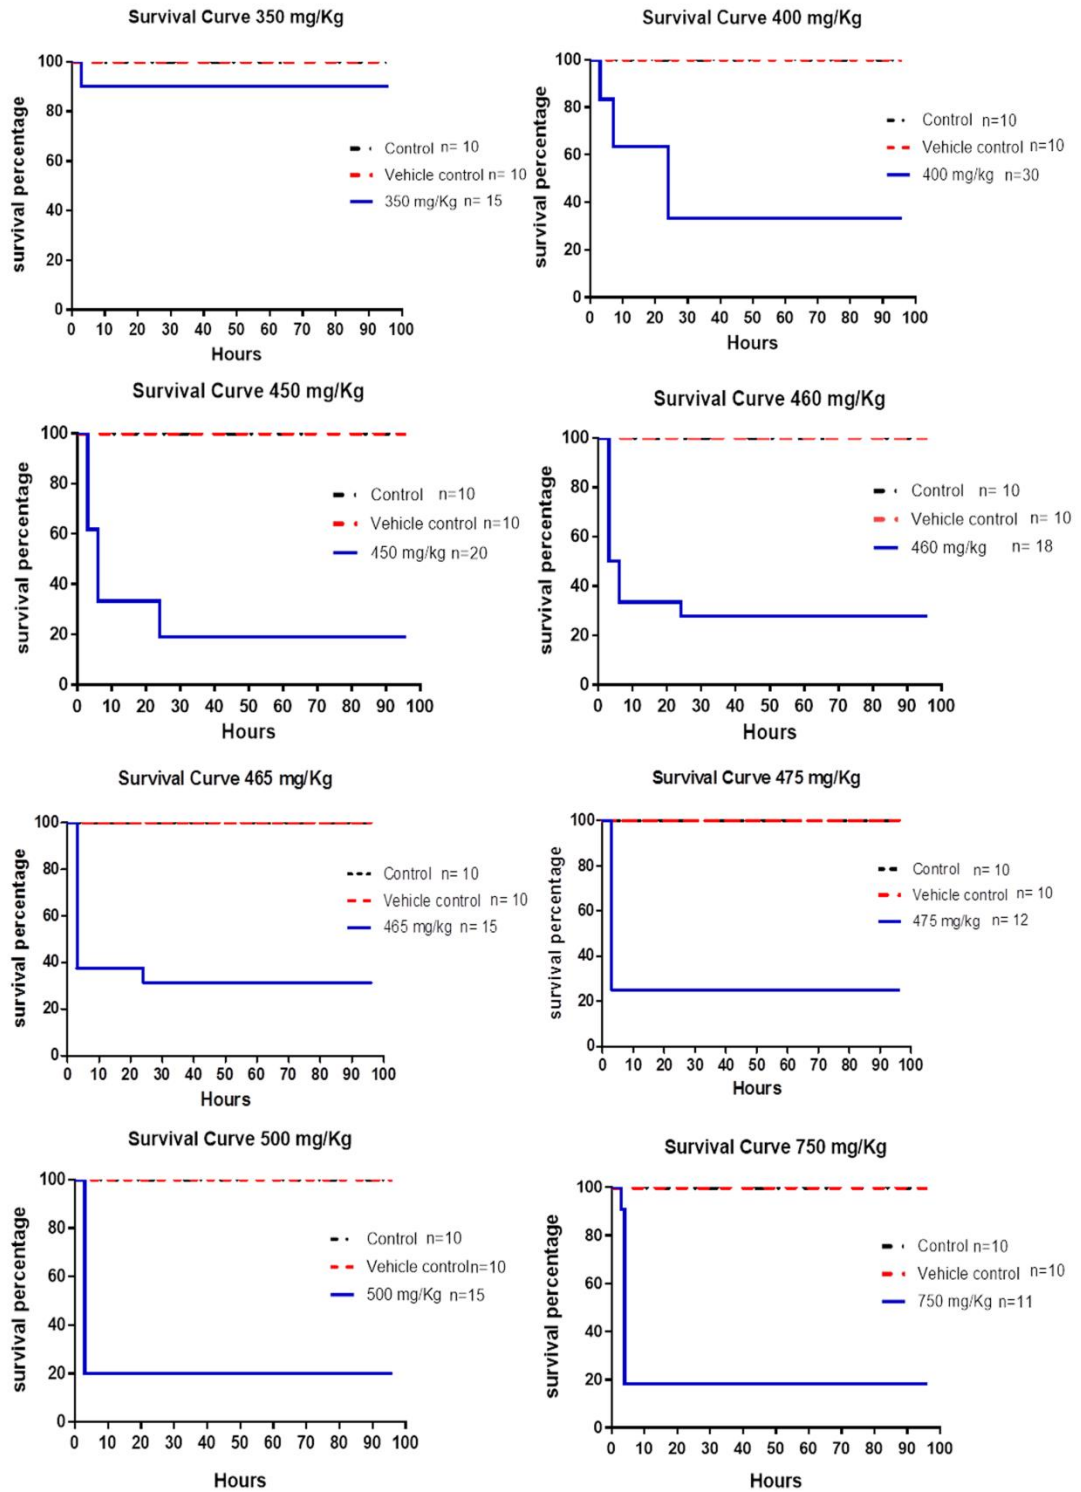 Survival Curve 350 mg/Kg
survival percentage
100
80
60
40
20
0
0 10 20 30 40 50 60 70 80 90 100
Hours
Control n= 10
Vehicle control n= 10
350 mg/Kg n= 15
Survival Curve 400 mg/Kg
survival percentage
100
80
60
40
20
0
0 10 20 30 40 50 60 70 80 90 100
Hours
Control n=10
Vehicle control n=10
400 mg/kg n=30
Survival Curve 450 mg/Kg
survival percentage
100
80
60
40
20
0
0 10 20 30 40 50 60 70 80 90 100
Hours
Control n=10
Vehicle control n=10
450 mg/kg n=20
Survival Curve 460 mg/Kg
survival percentage
100
80
60
40
20
0
0 10 20 30 40 50 60 70 80 90 100
Hours
Control n= 10
Vehicle control n= 10
460 mg/kg n= 18
Survival Curve 465 mg/Kg
survival percentage
100
80
60
40
20
0
0 10 20 30 40 50 60 70 80 90 100
Hours
Control n= 10
Vehicle control n= 10
465 mg/kg n= 15
Survival Curve 475 mg/Kg
survival percentage
100
80
60
40
20
0
0 10 20 30 40 50 60 70 80 90 100
Hours
Control n= 10
Vehicle control n= 10
475 mg/kg n= 12
Survival Curve 500 mg/Kg
survival percentage
100
80
60
40
20
0
0 10 20 30 40 50 60 70 80 90 100
Hours
Control n=10
Vehicle controln=10
500 mg/Kg n=15
Survival Curve 750 mg/Kg
survival percentage
100
80
60
40
20
0
0 10 20 30 40 50 60 70 80 90 100
Hours
Control n=10
Vehicle control n=10
750 mg/Kg n=11